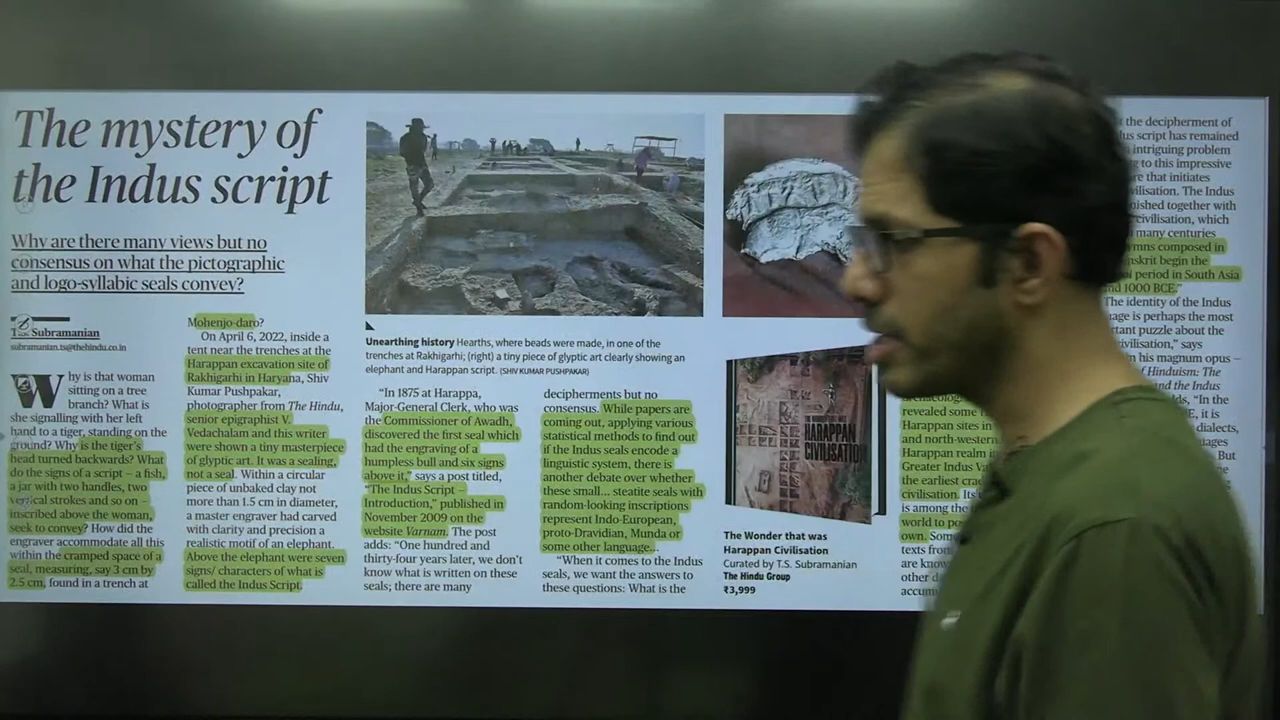 The mystery of
the Indus script
Why are there many views but no
consensus on what the pictographic
and logo-syllabic seals convey?
Subramanian
subramanian.ts@thehindu.co.in
Why is that woman
sitting on a tree
branch? What is
she signalling with her left
hand to a tiger, standing on the
ground? Why is the tiger's
head turned backwards? What
do the signs of a script – a fish,
a jar with two handles, two
vertical strokes and so on –
inscribed above the woman,
seek to convey? How did the
engraver accommodate all this
within the cramped space of a
seal, measuring, say 3 cm by
2.5 cm, found in a trench at
Mohenjo-daro?
On April 6, 2022, inside a
tent near the trenches at the
Harappan excavation site of
Rakhigarhi in Haryana, Shiv
Kumar Pushpakar,
photographer from The Hindu,
senior epigraphist V.
Vedachalam and this writer
were shown a tiny masterpiece
of glyptic art. It was a sealing,
not a seal. Within a circular
piece of unbaked clay not
more than 1.5 cm in diameter,
a master engraver had carved
with clarity and precision a
realistic motif of an elephant.
Above the elephant were seven
signs/ characters of what is
called the Indus Script.
Unearthing history Hearths, where beads were made, in one of the
trenches at Rakhigarhi; (right) a tiny piece of glyptic art clearly showing an
elephant and Harappan script. (SHIV KUMAR PUSHPAKAR)
"In 1875 at Harappa,
Major-General Clerk, who was
the Commissioner of Awadh,
discovered the first seal which
had the engraving of a
humpless bull and six signs
above it," says a post titled,
"The Indus Script –
Introduction," published in
November 2009 on the
website Varnam. The post
adds: "One hundred and
thirty-four years later, we don't
know what is written on these
seals; there are many
decipherments but no
consensus. While papers are
coming out, applying various
statistical methods to find out
if the Indus seals encode a
linguistic system, there is
another debate over whether
these small... steatite seals with
random-looking inscriptions
represent Indo-European,
proto-Dravidian, Munda or
some other language...
"When it comes to the Indus
seals, we want the answers to
these questions: What is the
HARAPPAN
CIVILISATION
The Wonder that was
Harappan Civilisation
Curated by T.S. Subramanian
The Hindu Group
₹3,999
revealed some
Harappan sites in
and north-western
Harappan realm
Greater Indus
the earliest
civilisation.
is among the
world to
own.
texts from
are know
other
the decipherment of
script has remained
intriguing problem
to this impressive
that initiates
The Indus
together with
civilisation, which
many centuries
composed in
begin the
period in South Asia
1000 BCE."
The identity of the Indus
is perhaps the most
puzzle about the
says
his magnum opus –
of Hinduism: The
and the Indus
"In the
it is
dialects,
But